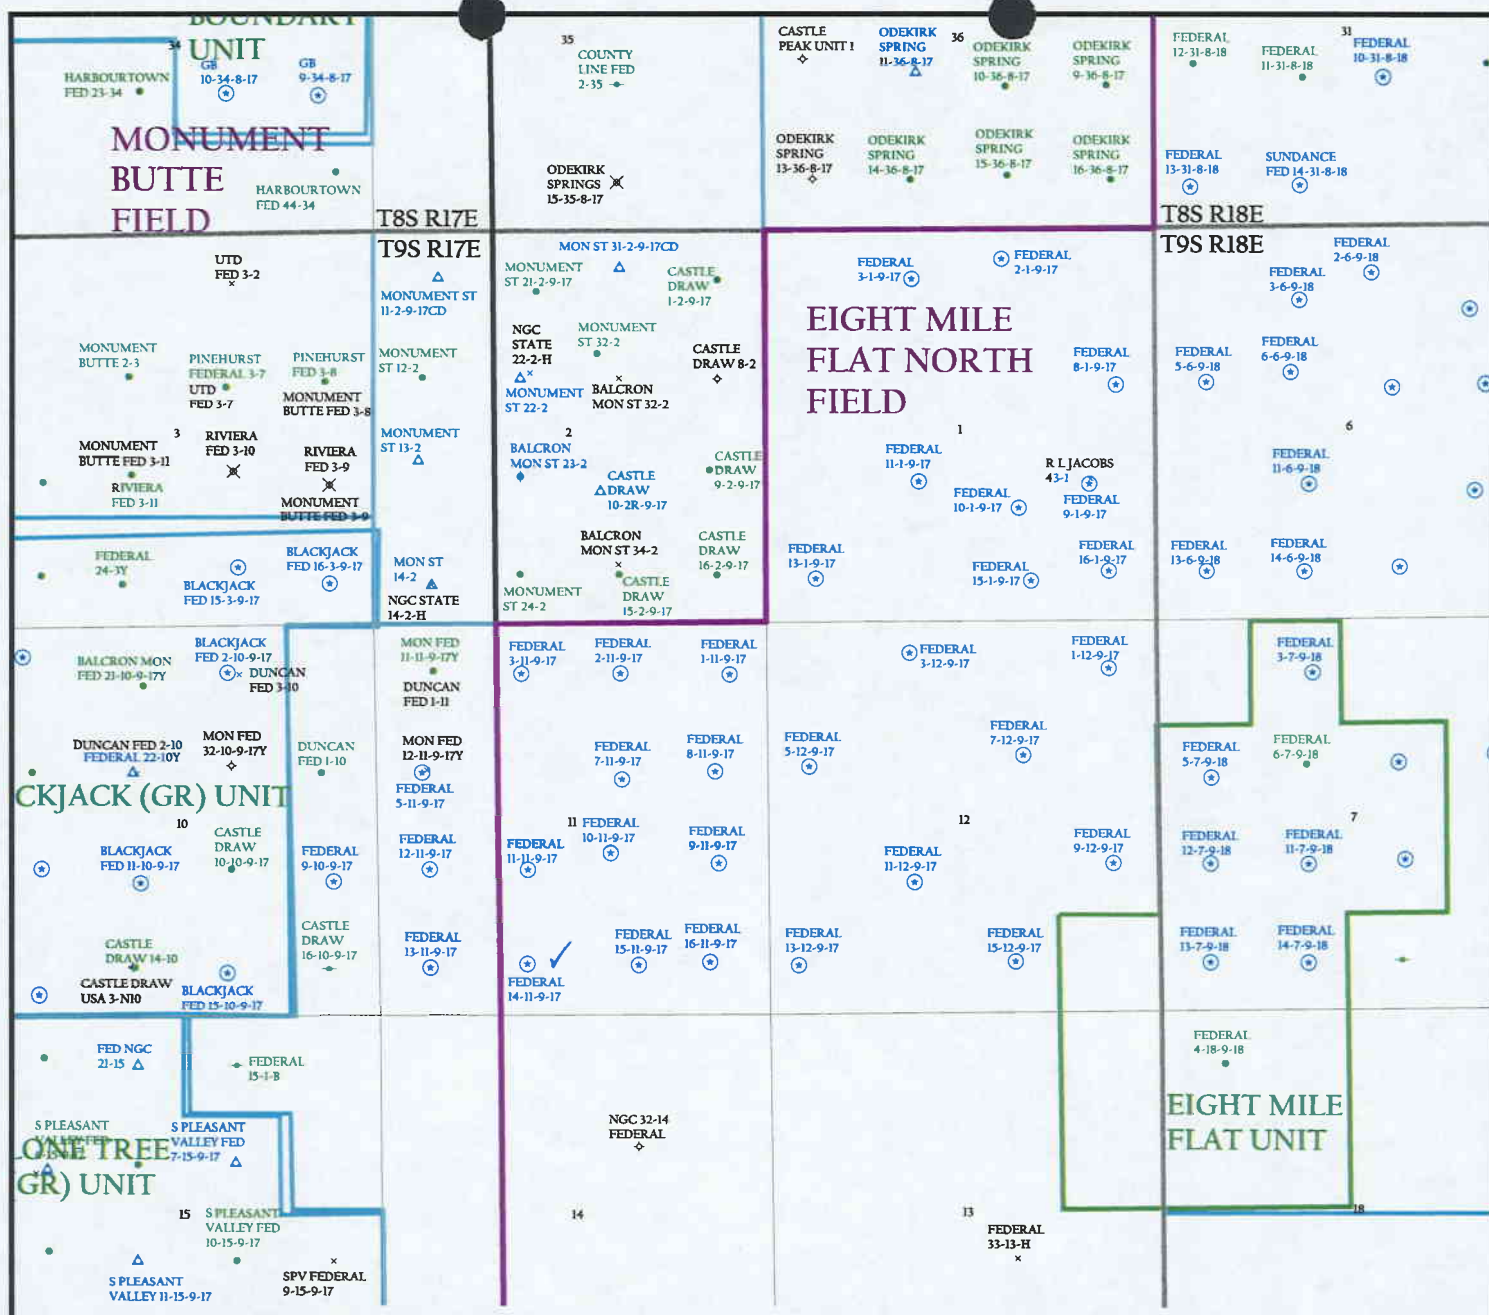 BOUNDARY
UNIT
34
HARBOURTOWN
FED 23-34
GB
10-34-8-17
GB
9-34-8-17
MONUMENT
BUTTE
FIELD
HARBOURTOWN
FED 44-34
35
COUNTY
LINE FED
2-35
ODEKIRK
SPRINGS
15-35-8-17
CASTLE
PEAK UNIT 1
ODEKIRK
SPRING
11-36-8-17
36
ODEKIRK
SPRING
10-36-8-17
ODEKIRK
SPRING
9-36-8-17
ODEKIRK
SPRING
13-36-8-17
ODEKIRK
SPRING
14-36-8-17
ODEKIRK
SPRING
15-36-8-17
ODEKIRK
SPRING
16-36-8-17
FEDERAL
12-31-8-18
FEDERAL
11-31-8-18
31
FEDERAL
10-31-8-18
FEDERAL
13-31-8-18
SUNDANCE
FED 14-31-8-18
T8S R17E
T9S R17E
T8S R18E
T9S R18E
UTD
FED 3-2
MONUMENT
BUTTE 2-3
PINEHURST
FEDERAL 3-7
UTD
FED 3-7
PINEHURST
FED 3-8
MONUMENT
BUTTE FED 3-8
3
MONUMENT
BUTTE FED 3-11
RIVIERA
FED 3-11
RIVIERA
FED 3-10
RIVIERA
FED 3-9
MONUMENT
BUTTE FED 3-9
FEDERAL
24-3Y
BLACKJACK
FED 15-3-9-17
BLACKJACK
FED 16-3-9-17
MONUMENT ST
11-2-9-17CD
MONUMENT
ST 12-2
MONUMENT
ST 13-2
MON ST
14-2
NGC STATE
14-2-H
MON ST 31-2-9-17CD
MONUMENT
ST 21-2-9-17
CASTLE
DRAW
1-2-9-17
NGC
STATE
22-2-H
MONUMENT
ST 22-2
MONUMENT
ST 32-2
BALCRON
MON ST 32-2
CASTLE
DRAW 8-2
2
BALCRON
MON ST 23-2
CASTLE
DRAW
10-2R-9-17
CASTLE
DRAW
9-2-9-17
BALCRON
MON ST 34-2
CASTLE
DRAW
16-2-9-17
MONUMENT
ST 24-2
CASTLE
DRAW
15-2-9-17
FEDERAL
3-1-9-17
FEDERAL
2-1-9-17
EIGHT MILE
FLAT NORTH
FIELD
FEDERAL
8-1-9-17
1
FEDERAL
11-1-9-17
R L JACOBS
43-1
FEDERAL
10-1-9-17
FEDERAL
9-1-9-17
FEDERAL
13-1-9-17
FEDERAL
15-1-9-17
FEDERAL
16-1-9-17
FEDERAL
2-6-9-18
FEDERAL
3-6-9-18
FEDERAL
5-6-9-18
FEDERAL
6-6-9-18
6
FEDERAL
11-6-9-18
FEDERAL
13-6-9-18
FEDERAL
14-6-9-18
BALCRON MON
FED 21-10-9-17Y
BLACKJACK
FED 2-10-9-17
DUNCAN
FED 3-10
DUNCAN FED 2-10
FEDERAL 22-10Y
MON FED
32-10-9-17Y
DUNCAN
FED 1-10
CKJACK (GR) UNIT
10
BLACKJACK
FED 11-10-9-17
CASTLE
DRAW
10-10-9-17
FEDERAL
9-10-9-17
CASTLE
DRAW 14-10
CASTLE DRAW
USA 3-N10
BLACKJACK
FED 15-10-9-17
CASTLE
DRAW
16-10-9-17
MON FED
11-11-9-17Y
DUNCAN
FED 1-11
MON FED
12-11-9-17Y
FEDERAL
5-11-9-17
FEDERAL
12-11-9-17
FEDERAL
13-11-9-17
FEDERAL
3-11-9-17
FEDERAL
2-11-9-17
FEDERAL
1-11-9-17
FEDERAL
7-11-9-17
FEDERAL
8-11-9-17
11
FEDERAL
11-11-9-17
FEDERAL
10-11-9-17
FEDERAL
9-11-9-17
FEDERAL
14-11-9-17
FEDERAL
15-11-9-17
FEDERAL
16-11-9-17
FEDERAL
3-12-9-17
FEDERAL
1-12-9-17
FEDERAL
5-12-9-17
FEDERAL
7-12-9-17
12
FEDERAL
11-12-9-17
FEDERAL
9-12-9-17
FEDERAL
13-12-9-17
FEDERAL
15-12-9-17
FEDERAL
3-7-9-18
FEDERAL
5-7-9-18
FEDERAL
6-7-9-18
7
FEDERAL
12-7-9-18
FEDERAL
11-7-9-18
FEDERAL
13-7-9-18
FEDERAL
14-7-9-18
FED NGC
21-15
FEDERAL
15-1-B
S PLEASANT
VALLEY FED
S PLEASANT
VALLEY FED
7-15-9-17
LONE TREE
(GR) UNIT
15
S PLEASANT
VALLEY FED
10-15-9-17
S PLEASANT
VALLEY 11-15-9-17
SPV FEDERAL
9-15-9-17
NGC 32-14
FEDERAL
14
13
FEDERAL
33-13-H
FEDERAL
4-18-9-18
EIGHT MILE
FLAT UNIT
18